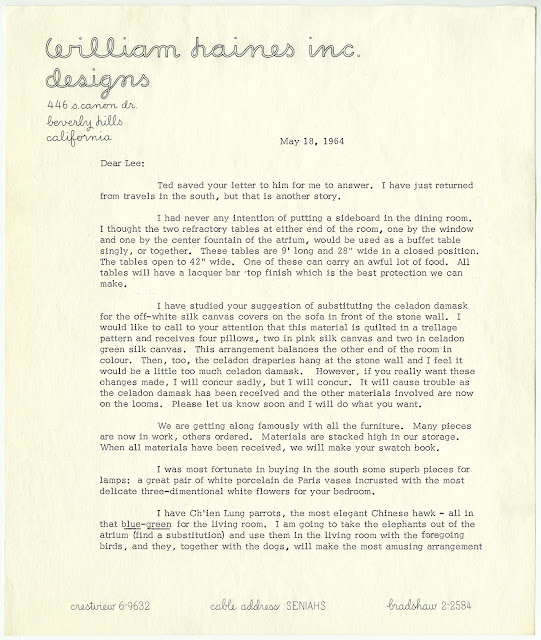 william haines inc.
designs
446 s. canon dr.
beverly hills
california
May 18, 1964
Dear Lee:
Ted saved your letter to him for me to answer. I have just returned
from travels in the south, but that is another story.
I had never any intention of putting a sideboard in the dining room.
I thought the two refractory tables at either end of the room, one by the window
and one by the center fountain of the atrium, would be used as a buffet table
singly, or together. These tables are 9' long and 28" wide in a closed position.
The tables open to 42" wide. One of these can carry an awful lot of food. All
tables will have a lacquer bar top finish which is the best protection we can
make.
I have studied your suggestion of substituting the celadon damask
for the off-white silk canvas covers on the sofa in front of the stone wall. I
would like to call to your attention that this material is quilted in a trellage
pattern and receives four pillows, two in pink silk canvas and two in celadon
green silk canvas. This arrangement balances the other end of the room in
colour. Then, too, the celadon draperies hang at the stone wall and I feel it
would be a little too much celadon damask. However, if you really want these
changes made, I will concur sadly, but I will concur. It will cause trouble as
the celadon damask has been received and the other materials involved are now
on the looms. Please let us know soon and I will do what you want.
We are getting along famously with all the furniture. Many pieces
are now in work, others ordered. Materials are stacked high in our storage.
When all materials have been received, we will make your swatch book.
I was most fortunate in buying in the south some superb pieces for
lamps: a great pair of white porcelain de Paris vases incrusted with the most
delicate three-dimentional white flowers for your bedroom.
I have Ch'ien Lung parrots, the most elegant Chinese hawk - all in
that blue-green for the living room. I am going to take the elephants out of the
atrium (find a substitution) and use them in the living room with the foregoing
birds, and they, together with the dogs, will make the most amusing arrangement
crestview 6-9632 cable address SENIAHS bradshaw 2-2584